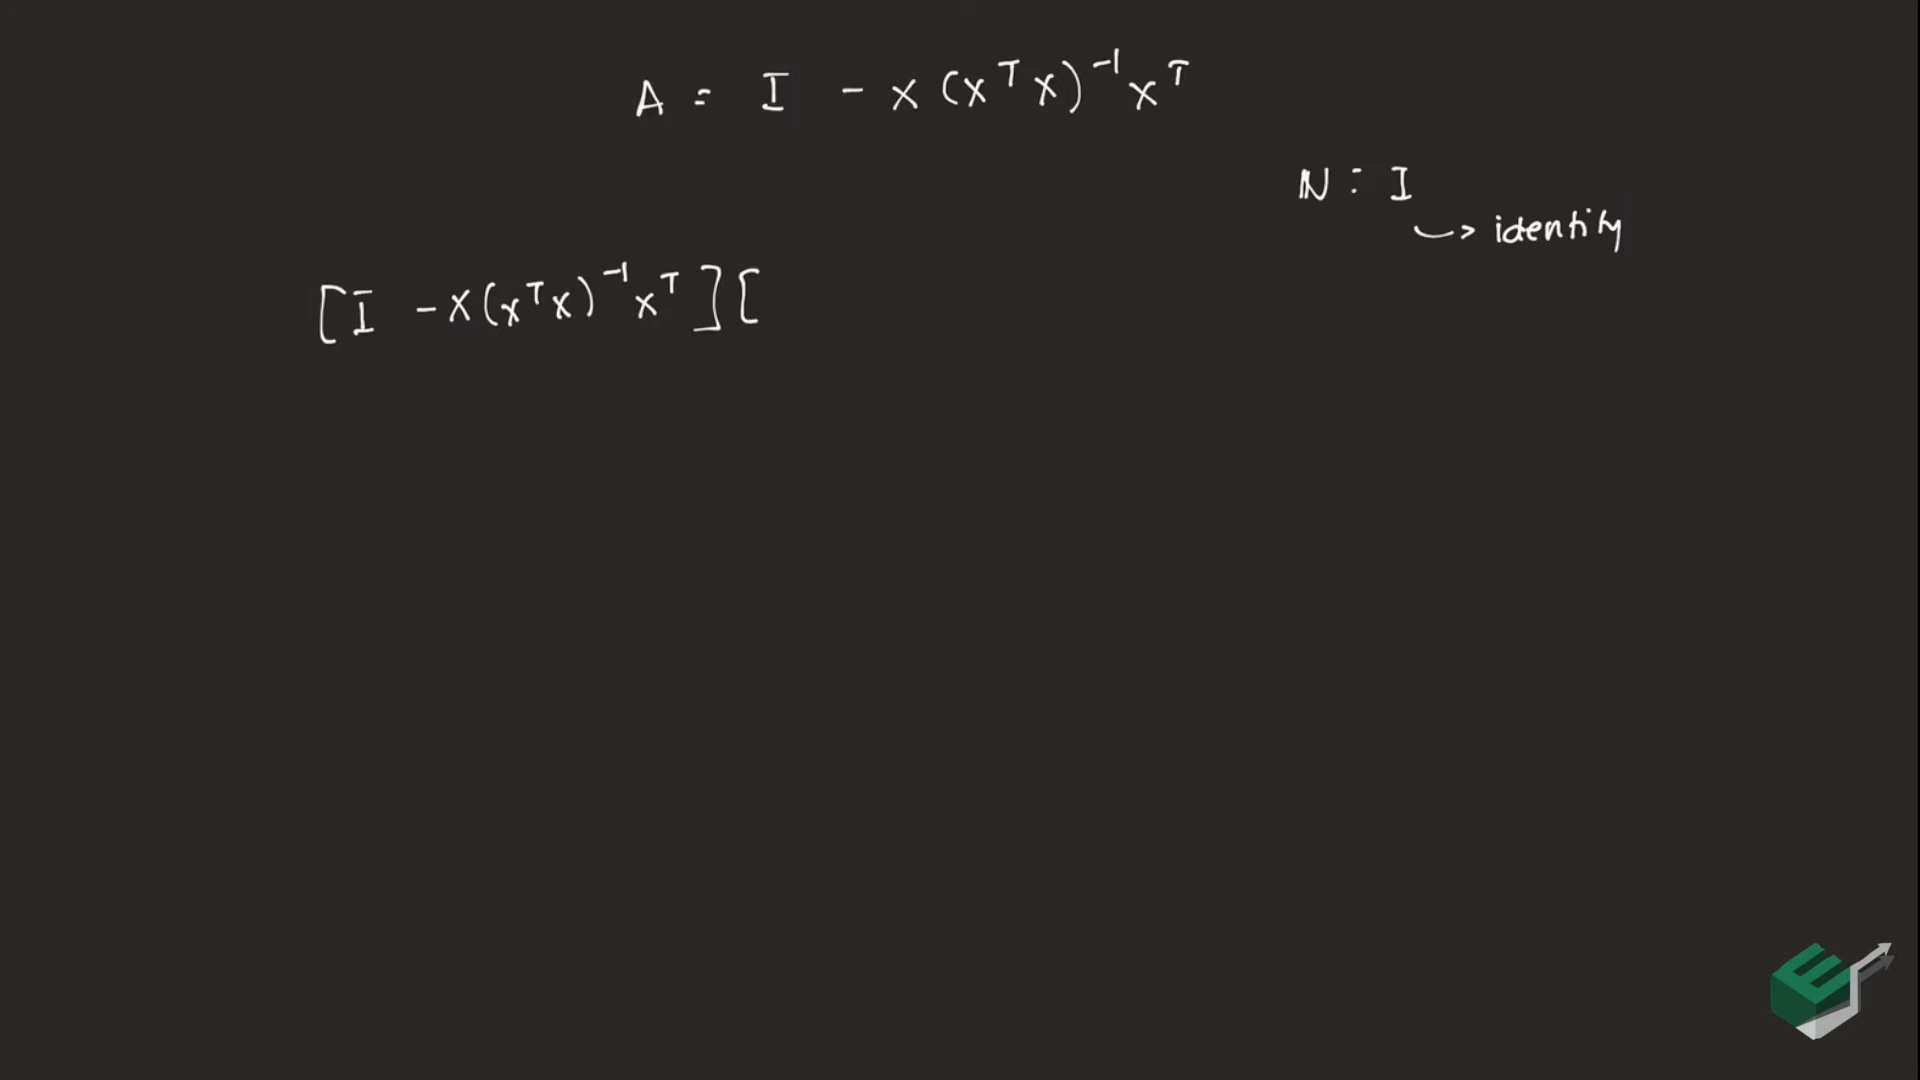 A = I - X (X^T X)^-1 X^T
N : I
→ identity
[I - X(X^T X)^-1 X^T][